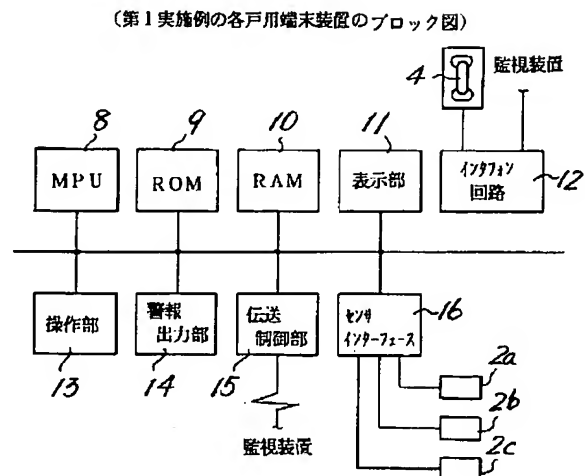 (第1実施例の各戸用端末装置のブロック図)
4
監視装置
8
9
10
11
MPU
ROM
RAM
表示部
インタフォン
回路
12
操作部
警報
出力部
伝送
制御部
センサ
インターフェース
16
13
14
15
2a
監視装置
2b
2c